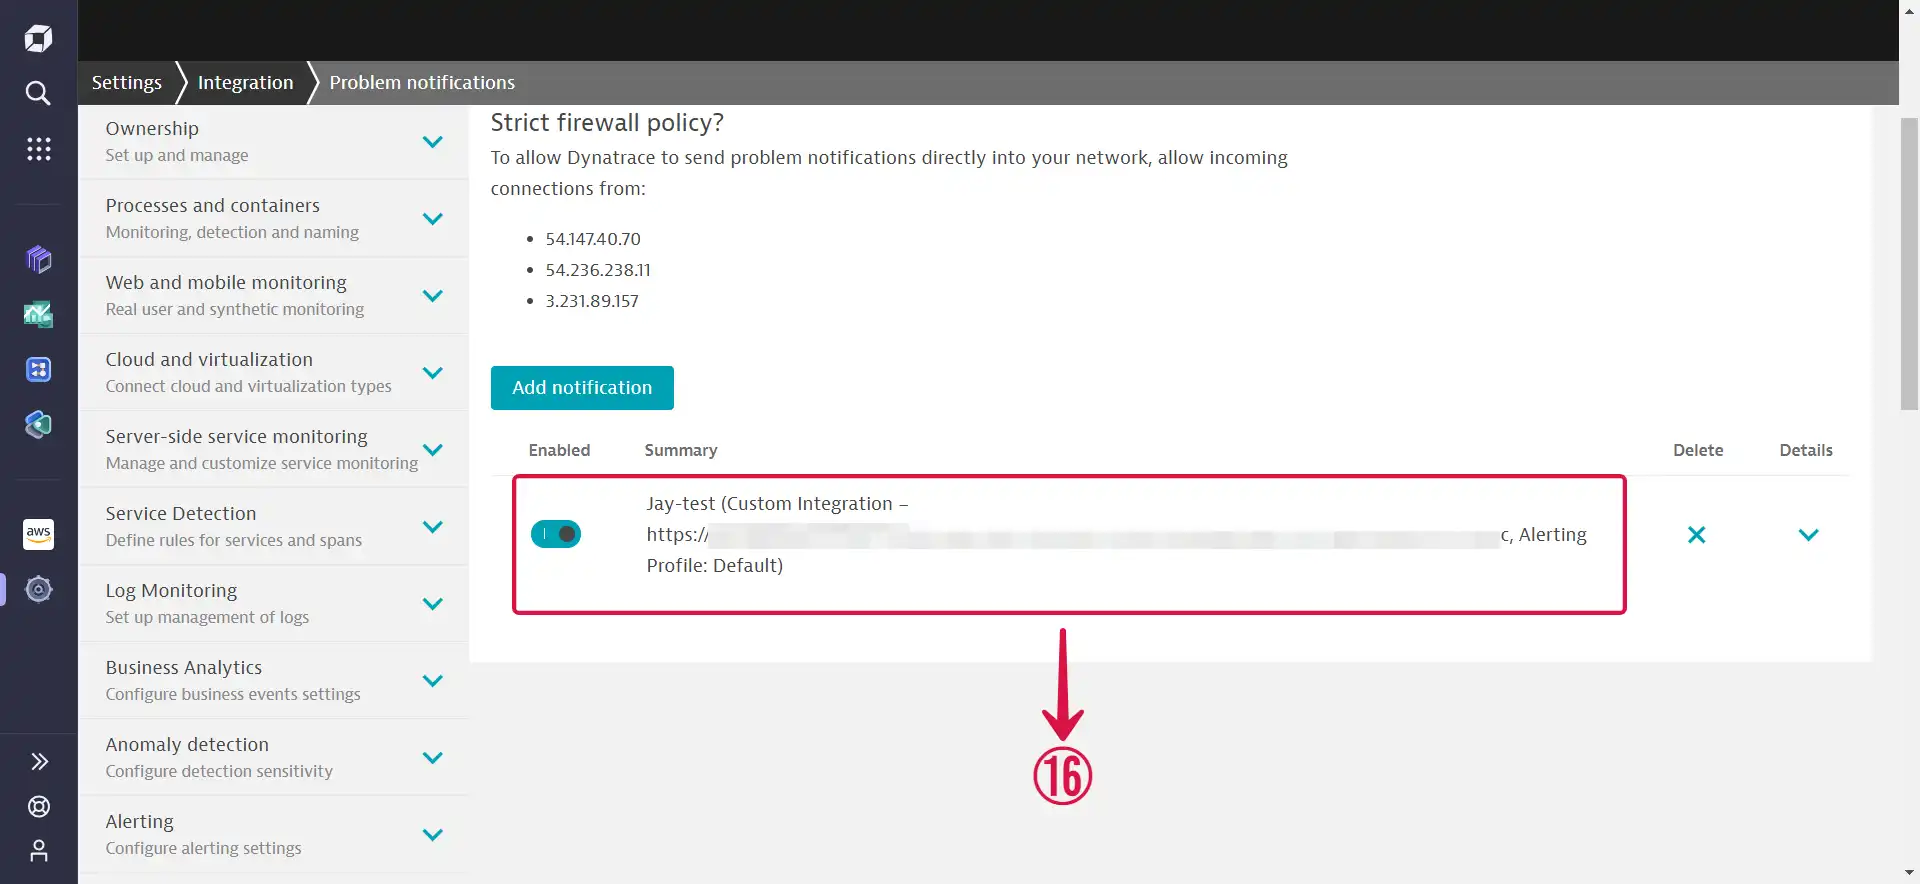 Settings
Integration
Problem notifications
Ownership
Set up and manage
Processes and containers
Monitoring, detection and naming
Web and mobile monitoring
Real user and synthetic monitoring
Cloud and virtualization
Connect cloud and virtualization types
Server-side service monitoring
Manage and customize service monitoring
Service Detection
Define rules for services and spans
Log Monitoring
Set up management of logs
Business Analytics
Configure business events settings
Anomaly detection
Configure detection sensitivity
Alerting
Configure alerting settings
aws
Strict firewall policy?
To allow Dynatrace to send problem notifications directly into your network, allow incoming
connections from:
• 54.147.40.70
• 54.236.238.11
• 3.231.89.157
Add notification
Enabled Summary Delete Details
Jay-test (Custom Integration –
https:// c, Alerting
Profile: Default)
16